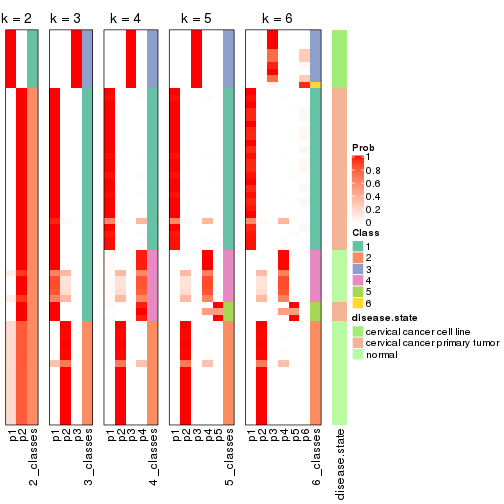 k = 2 k = 3 k = 4 k = 5 k = 6
Prob
1
0.8
0.6
0.4
0.2
0
Class
1
2
3
4
5
6
disease.state
cervical cancer cell line
cervical cancer primary tumor
normal
p1 p2 2_classes p1 p2 p3 3_classes p1 p2 p3 p4 4_classes p1 p2 p3 p4 p5 5_classes p1 p2 p3 p4 p5 p6 6_classes disease.state